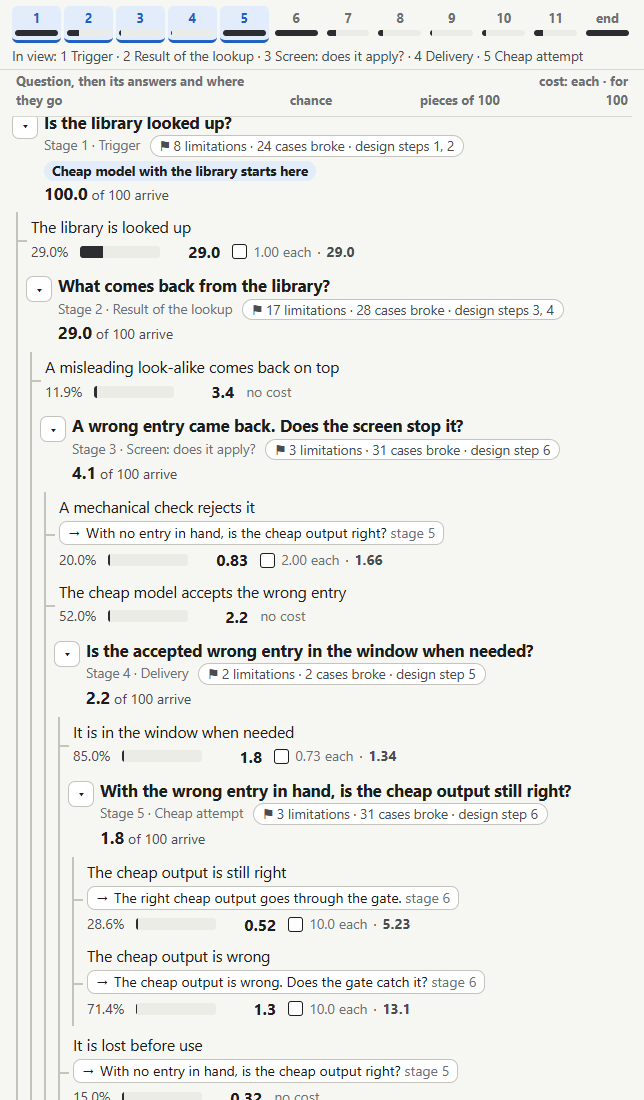 1 2 3 4 5 6 7 8 9 10 11 end
In view: 1 Trigger · 2 Result of the lookup · 3 Screen: does it apply? · 4 Delivery · 5 Cheap attempt
Question, then its answers and where they go
chance
pieces of 100
cost: each · for 100
Is the library looked up?
Stage 1 · Trigger ⚑ 8 limitations · 24 cases broke · design steps 1, 2
Cheap model with the library starts here
100.0 of 100 arrive
The library is looked up
29.0% 29.0 1.00 each · 29.0
What comes back from the library?
Stage 2 · Result of the lookup ⚑ 17 limitations · 28 cases broke · design steps 3, 4
29.0 of 100 arrive
A misleading look-alike comes back on top
11.9% 3.4 no cost
A wrong entry came back. Does the screen stop it?
Stage 3 · Screen: does it apply? ⚑ 3 limitations · 31 cases broke · design step 6
4.1 of 100 arrive
A mechanical check rejects it
→ With no entry in hand, is the cheap output right? stage 5
20.0% 0.83 2.00 each · 1.66
The cheap model accepts the wrong entry
52.0% 2.2 no cost
Is the accepted wrong entry in the window when needed?
Stage 4 · Delivery ⚑ 2 limitations · 2 cases broke · design step 5
2.2 of 100 arrive
It is in the window when needed
85.0% 1.8 0.73 each · 1.34
With the wrong entry in hand, is the cheap output still right?
Stage 5 · Cheap attempt ⚑ 3 limitations · 31 cases broke · design step 6
1.8 of 100 arrive
The cheap output is still right
→ The right cheap output goes through the gate. stage 6
28.6% 0.52 10.0 each · 5.23
The cheap output is wrong
→ The cheap output is wrong. Does the gate catch it? stage 6
71.4% 1.3 10.0 each · 13.1
It is lost before use
→ With no entry in hand, is the cheap output right? stage 5
15.0% 0.32 no cost